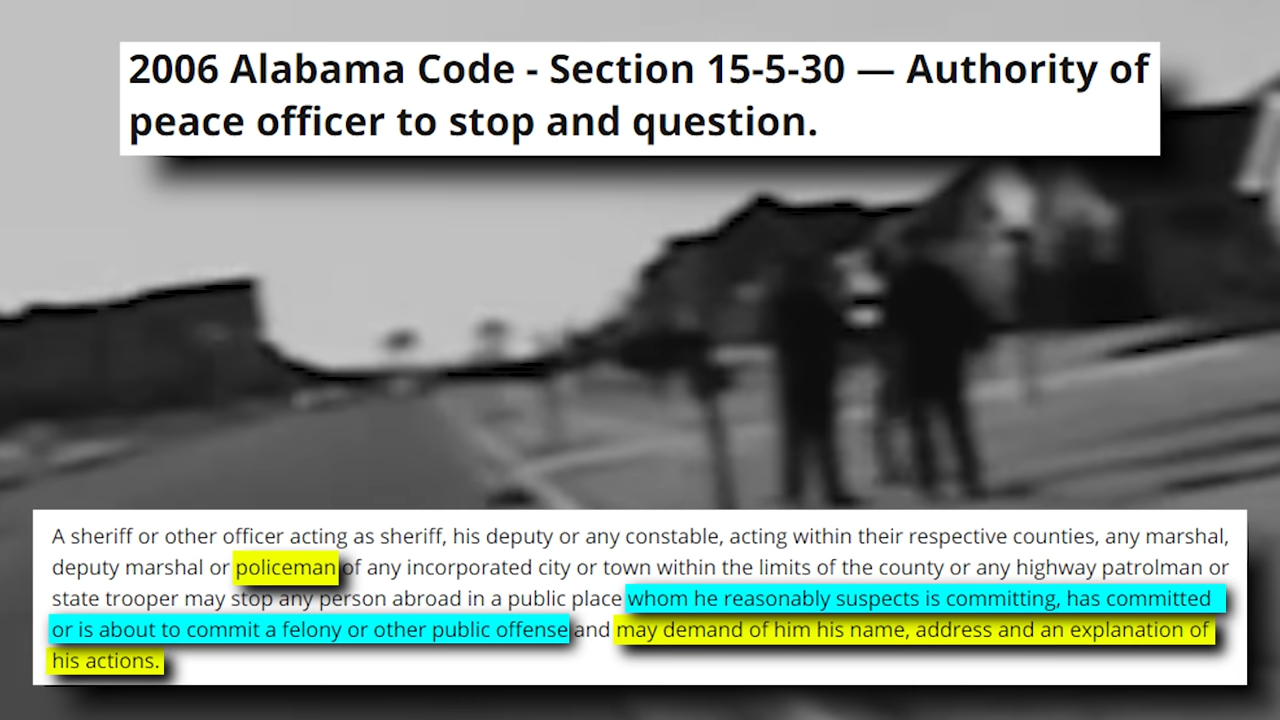 2006 Alabama Code - Section 15-5-30 — Authority of
peace officer to stop and question.
A sheriff or other officer acting as sheriff, his deputy or any constable, acting within their respective counties, any marshal,
deputy marshal or policeman of any incorporated city or town within the limits of the county or any highway patrolman or
state trooper may stop any person abroad in a public place whom he reasonably suspects is committing, has committed
or is about to commit a felony or other public offense and may demand of him his name, address and an explanation of
his actions.